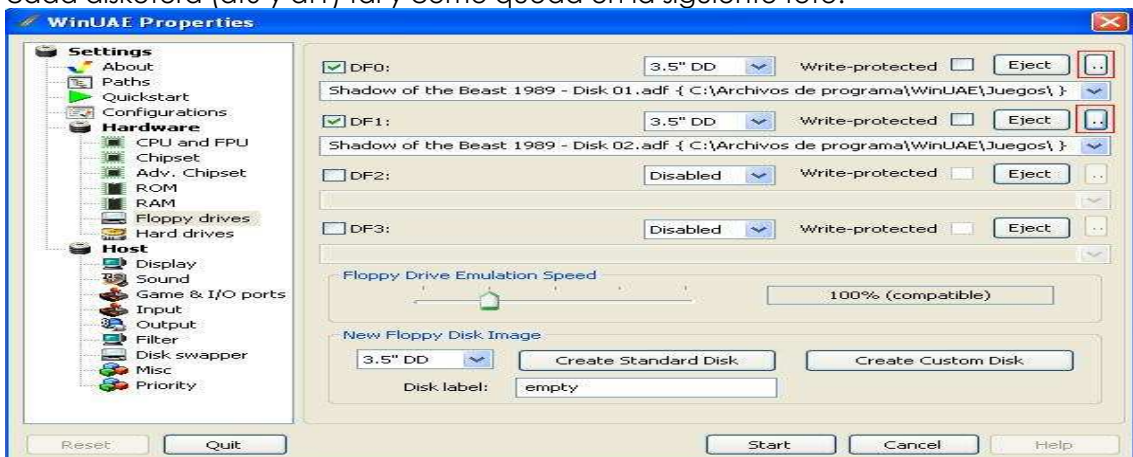 cada disketera (df0 y df1) tal y como queda en la siguiente foto:
WinUAE Properties
Settings
About
Paths
Quickstart
Configurations
Hardware
CPU and FPU
Chipset
Adv. Chipset
ROM
RAM
Floppy drives
Hard drives
Host
Display
Sound
Game & I/O ports
Input
Output
Filter
Disk swapper
Misc
Priority
DF0: 3.5" DD Write-protected Eject ..
Shadow of the Beast 1989 - Disk 01.adf { C:\Archivos de programa\WinUAE\Juegos\ }
DF1: 3.5" DD Write-protected Eject ..
Shadow of the Beast 1989 - Disk 02.adf { C:\Archivos de programa\WinUAE\Juegos\ }
DF2: Disabled Write-protected Eject ..
DF3: Disabled Write-protected Eject ..
Floppy Drive Emulation Speed
100% (compatible)
New Floppy Disk Image
3.5" DD Create Standard Disk Create Custom Disk
Disk label: empty
Reset Quit Start Cancel Help